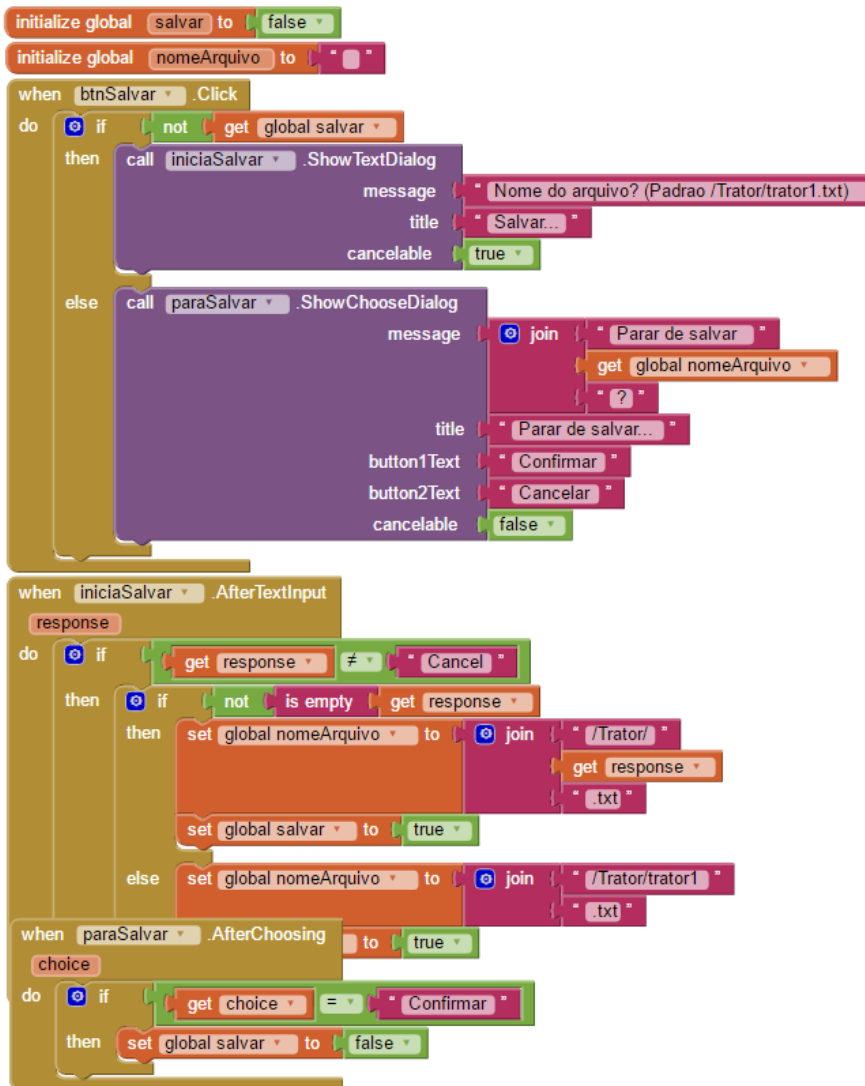 initialize global salvar to false
initialize global nomeArquivo to " "
when btnSalvar .Click
do if not get global salvar
then call iniciaSalvar .ShowTextDialog
message " Nome do arquivo? (Padrao /Trator/trator1.txt)
title " Salvar... "
cancelable true
else call paraSalvar .ShowChooseDialog
message join " Parar de salvar "
get global nomeArquivo
" ? "
title " Parar de salvar... "
button1Text " Confirmar "
button2Text " Cancelar "
cancelable false
when iniciaSalvar .AfterTextInput
response
do if get response ≠ " Cancel "
then if not is empty get response
then set global nomeArquivo to join " /Trator/ "
get response
" .txt "
set global salvar to true
else set global nomeArquivo to join " /Trator/trator1 "
" .txt "
when paraSalvar .AfterChoosing
to true
choice
do if get choice = " Confirmar "
then set global salvar to false